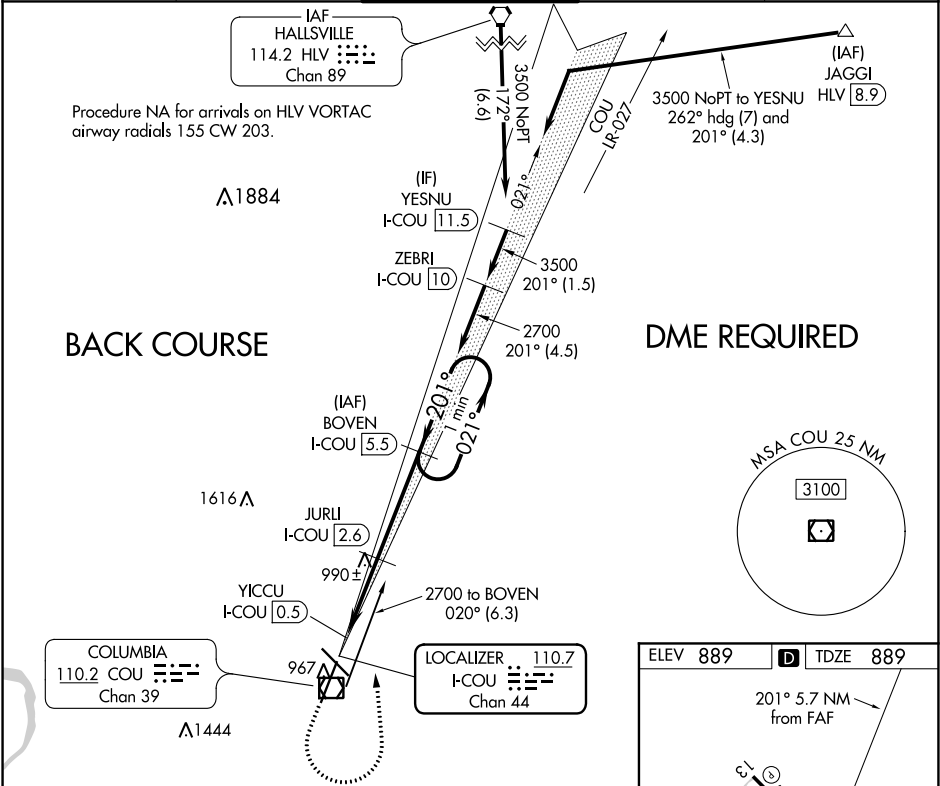 IAF
HALLSVILLE
114.2 HLV
Chan 89
Procedure NA for arrivals on HLV VORTAC
airway radials 155 CW 203.
3500 NoPT
172°
(6.6)
(IAF)
JAGGI
HLV 8.9
3500 NoPT to YESNU
262° hdg (7) and
201° (4.3)
COU
LR-027
021°
1884
(IF)
YESNU
I-COU 11.5
ZEBRI
I-COU 10
3500
201° (1.5)
2700
201° (4.5)
BACK COURSE
DME REQUIRED
201°
1 min
021°
(IAF)
BOVEN
I-COU 5.5
MSA COU 25 NM
3100
1616
JURLI
I-COU 2.6
990±
YICCU
I-COU 0.5
2700 to BOVEN
020° (6.3)
COLUMBIA
110.2 COU
Chan 39
967
LOCALIZER 110.7
I-COU
Chan 44
1444
ELEV 889 D TDZE 889
201° 5.7 NM
from FAF
13
P